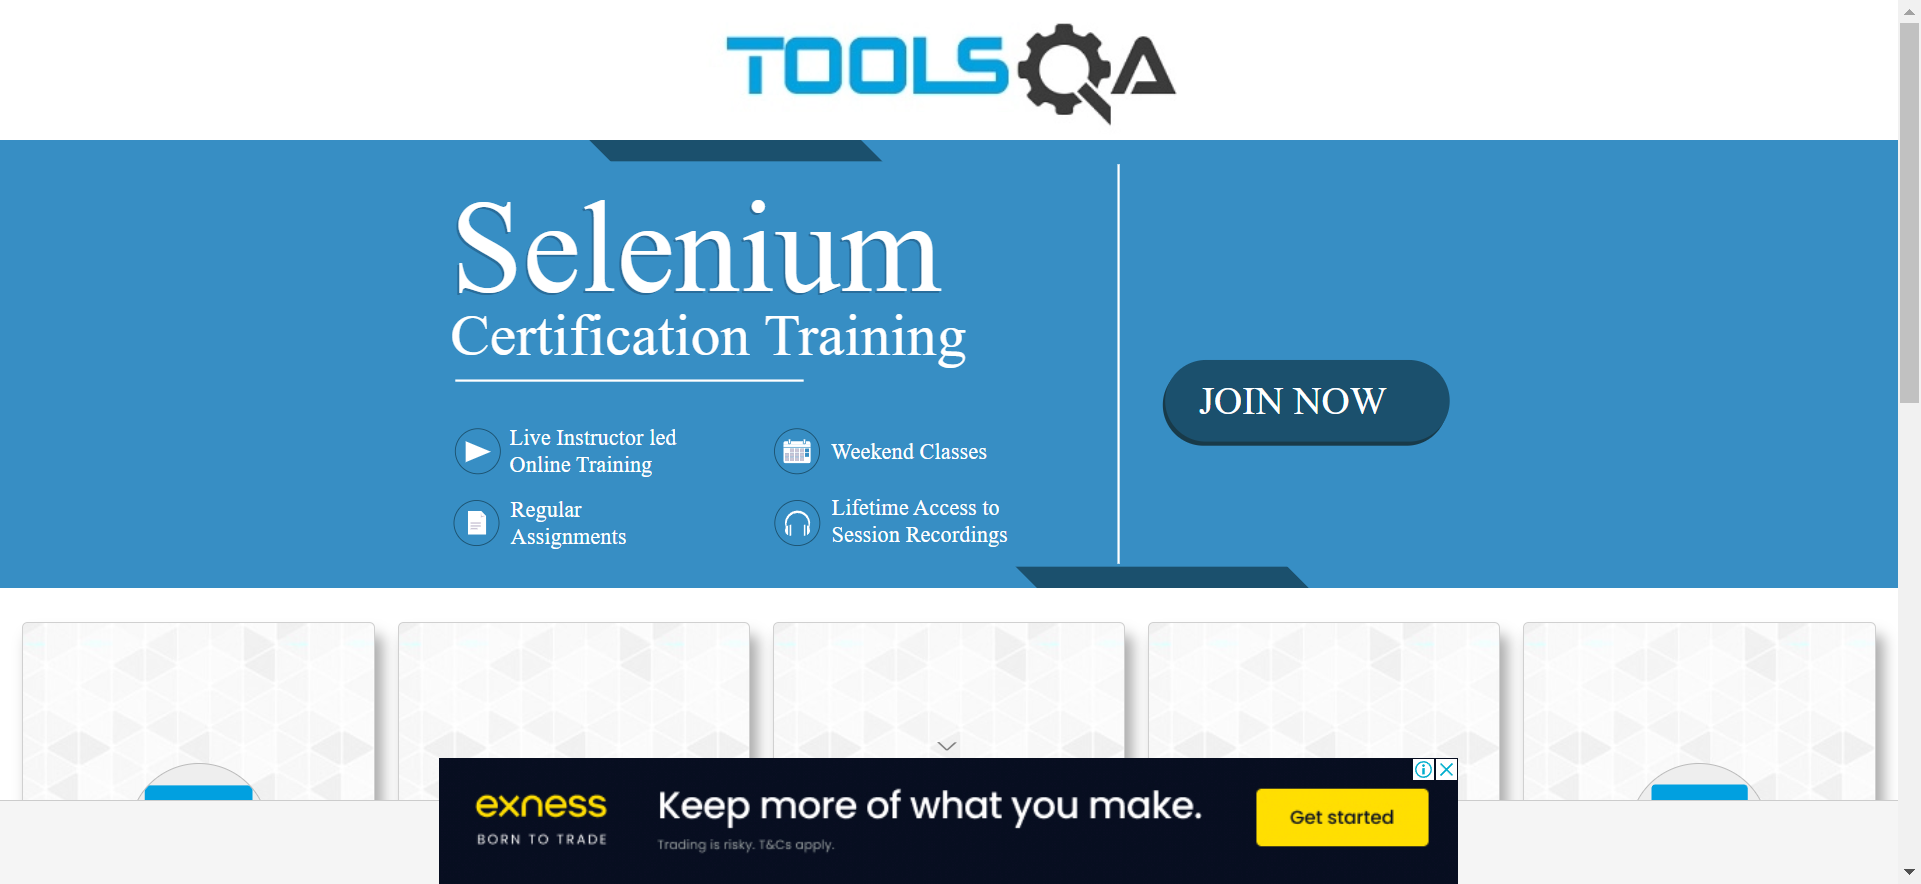 TOOLSQA
Selenium
Certification Training
Live Instructor led
Online Training
Weekend Classes
Regular
Assignments
Lifetime Access to
Session Recordings
JOIN NOW
exness
BORN TO TRADE
Keep more of what you make.
Trading is risky. T&Cs apply.
Get started